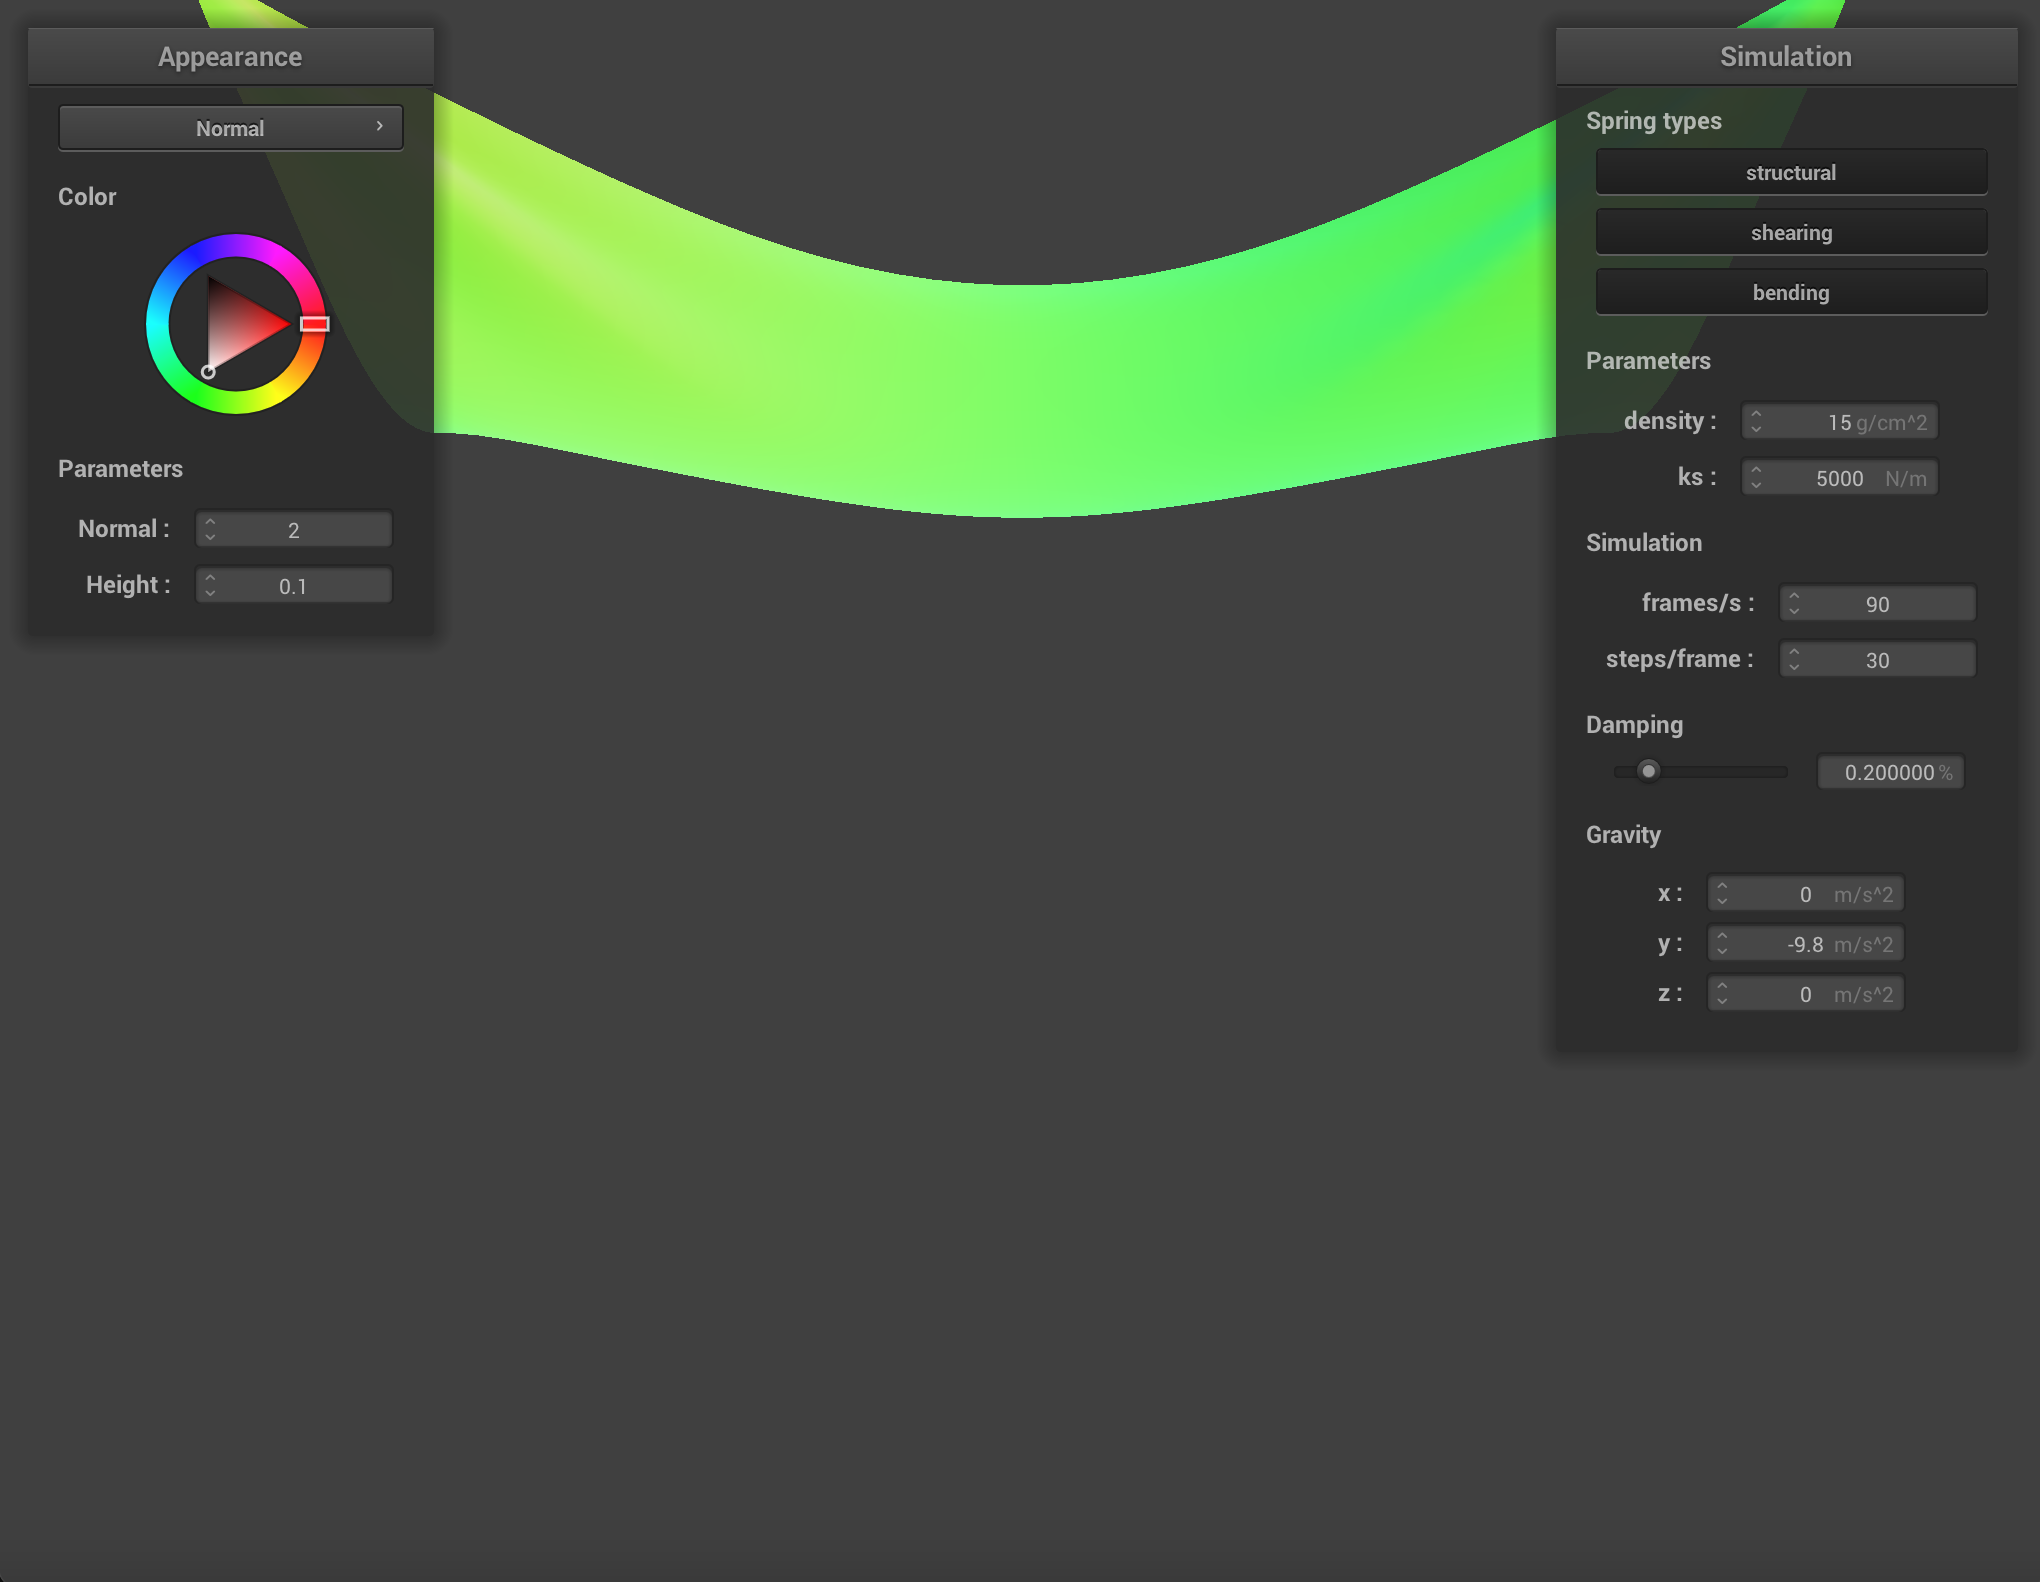 Appearance
Normal
Color
Parameters
Normal : 2
Height : 0.1
Simulation
Spring types
structural
shearing
bending
Parameters
density : 15 g/cm^2
ks : 5000 N/m
Simulation
frames/s : 90
steps/frame : 30
Damping
0.200000 %
Gravity
x : 0 m/s^2
y : -9.8 m/s^2
z : 0 m/s^2